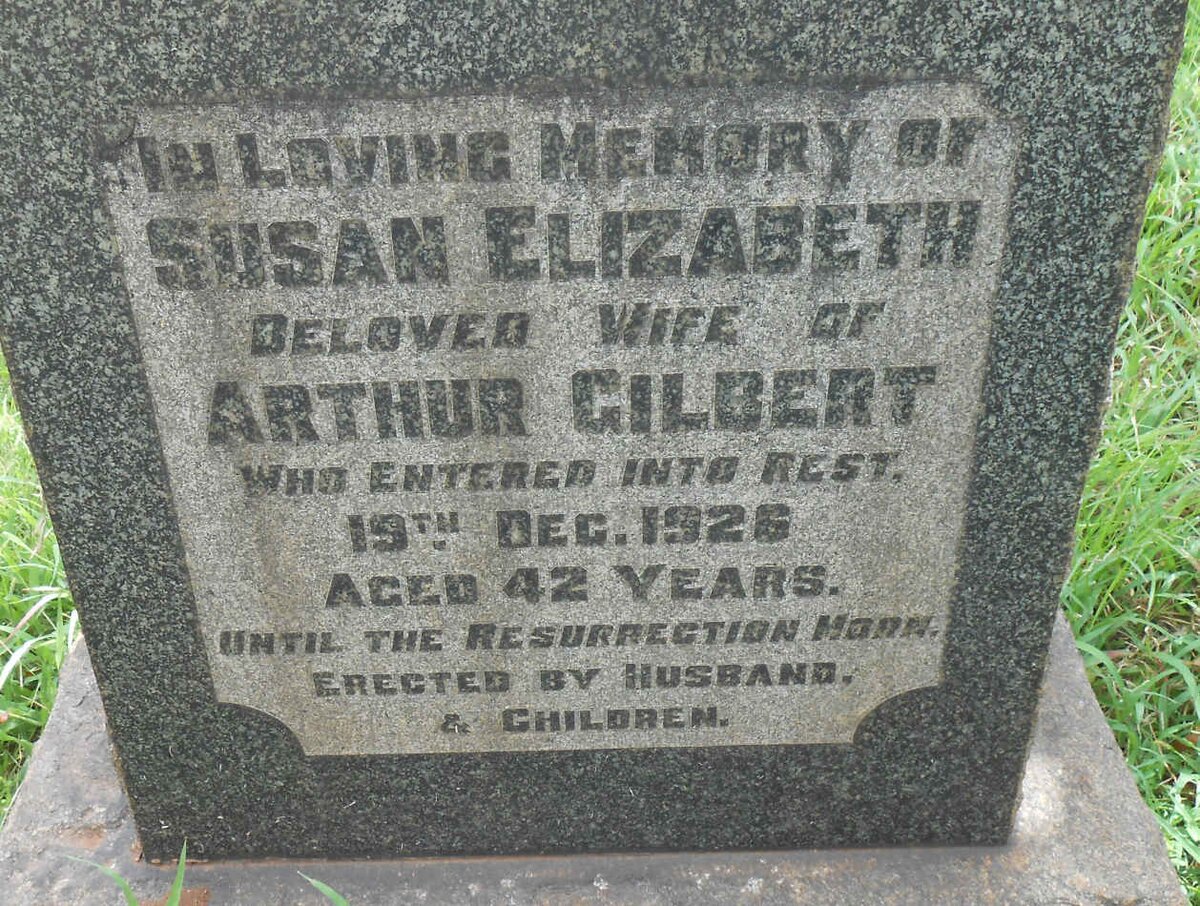 In Loving Memory of
Susan Elizabeth
Beloved Wife of
Arthur Gilbert
Who Entered into Rest,
19th Dec. 1926
Aged 42 Years.
Until the Resurrection Morn.
Erected by Husband,
& Children.